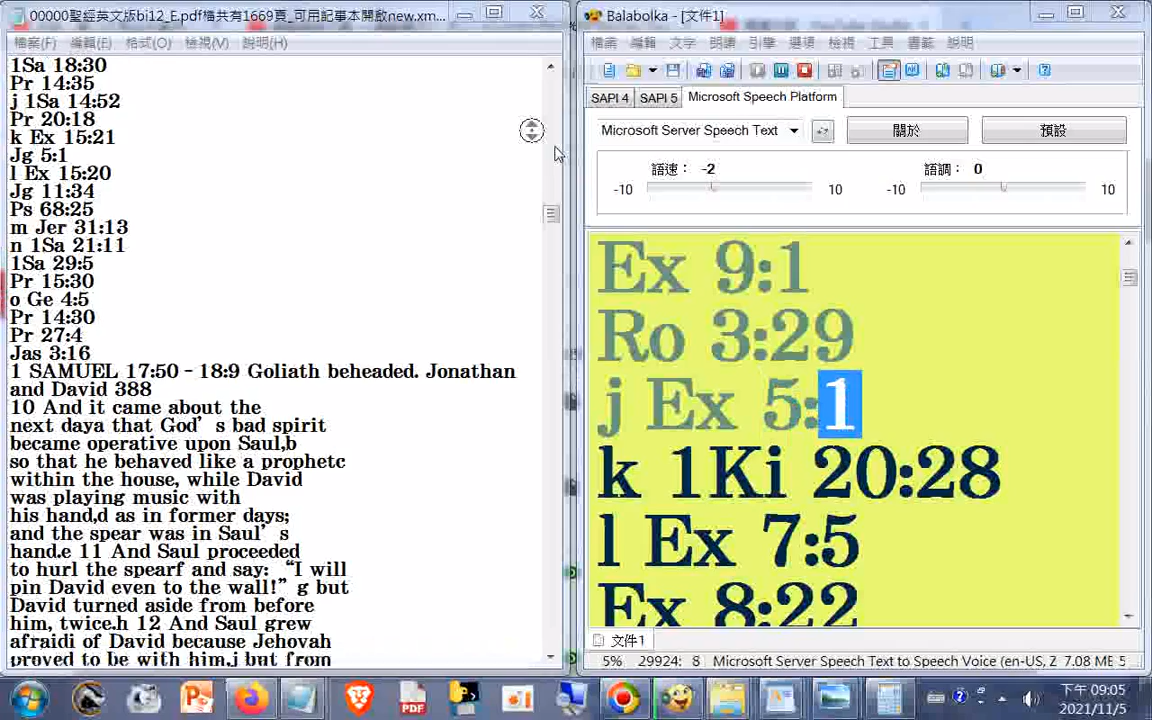 00000聖經英文版bi12_E.pdf檔共有1669頁_可用記事本開啟new.xm...
檔案(F) 編輯(E) 格式(O) 檢視(V) 說明(H)
1Sa 18:30
Pr 14:35
j 1Sa 14:52
Pr 20:18
k Ex 15:21
Jg 5:1
l Ex 15:20
Jg 11:34
Ps 68:25
m Jer 31:13
n 1Sa 21:11
1Sa 29:5
Pr 15:30
o Ge 4:5
Pr 14:30
Pr 27:4
Jas 3:16
1 SAMUEL 17:50 – 18:9 Goliath beheaded. Jonathan
and David 388
10 And it came about the
next daya that God’s bad spirit
became operative upon Saul,b
so that he behaved like a prophetc
within the house, while David
was playing music with
his hand,d as in former days;
and the spear was in Saul’s
hand.e 11 And Saul proceeded
to hurl the spearf and say: “I will
pin David even to the wall!” g but
David turned aside from before
him, twice.h 12 And Saul grew
afraidi of David because Jehovah
proved to be with him,j but from
Balabolka - [文件1]
檔案 編輯 文字 朗讀 引擎 選項 檢視 工具 書籤 說明
SAPI 4 SAPI 5 Microsoft Speech Platform
Microsoft Server Speech Text 關於 預設
語速： -2 語調： 0
-10 10 -10 10
Ex 9:1
Ro 3:29
j Ex 5:1
k 1Ki 20:28
l Ex 7:5
Ex 8:22
文件1
5% 29924: 8 Microsoft Server Speech Text to Speech Voice (en-US, Z 7.08 MB 5
PDF
下午 09:05
2021/11/5